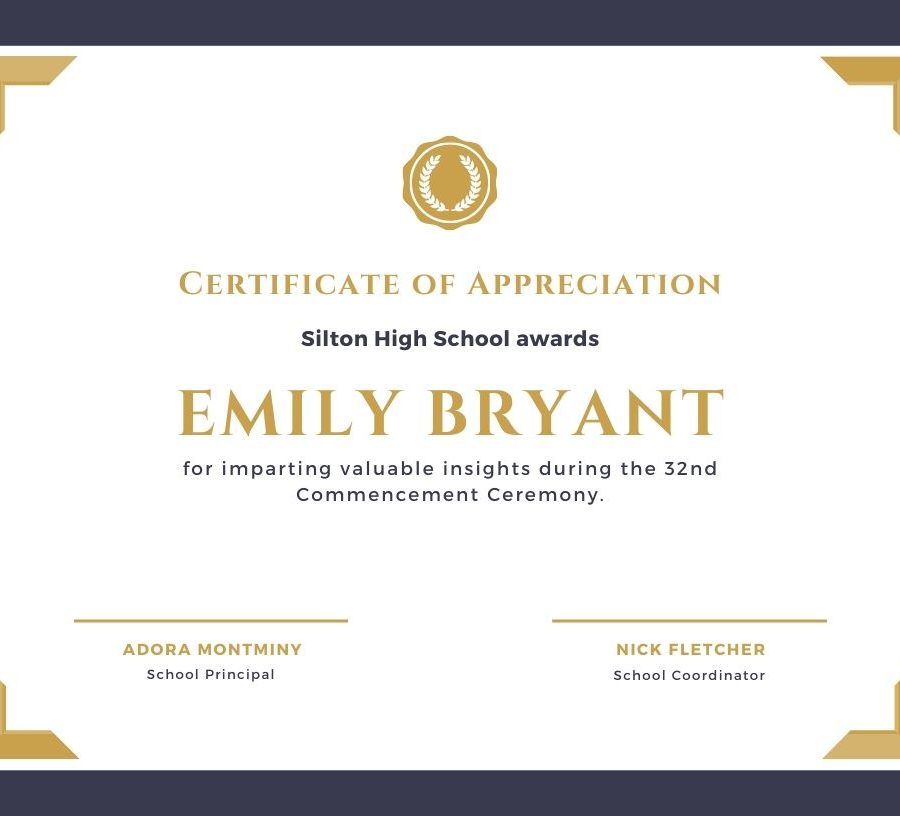 Certificate of Appreciation
Silton High School awards
EMILY BRYANT
for imparting valuable insights during the 32nd
Commencement Ceremony.
ADORA MONTMINY
School Principal
NICK FLETCHER
School Coordinator